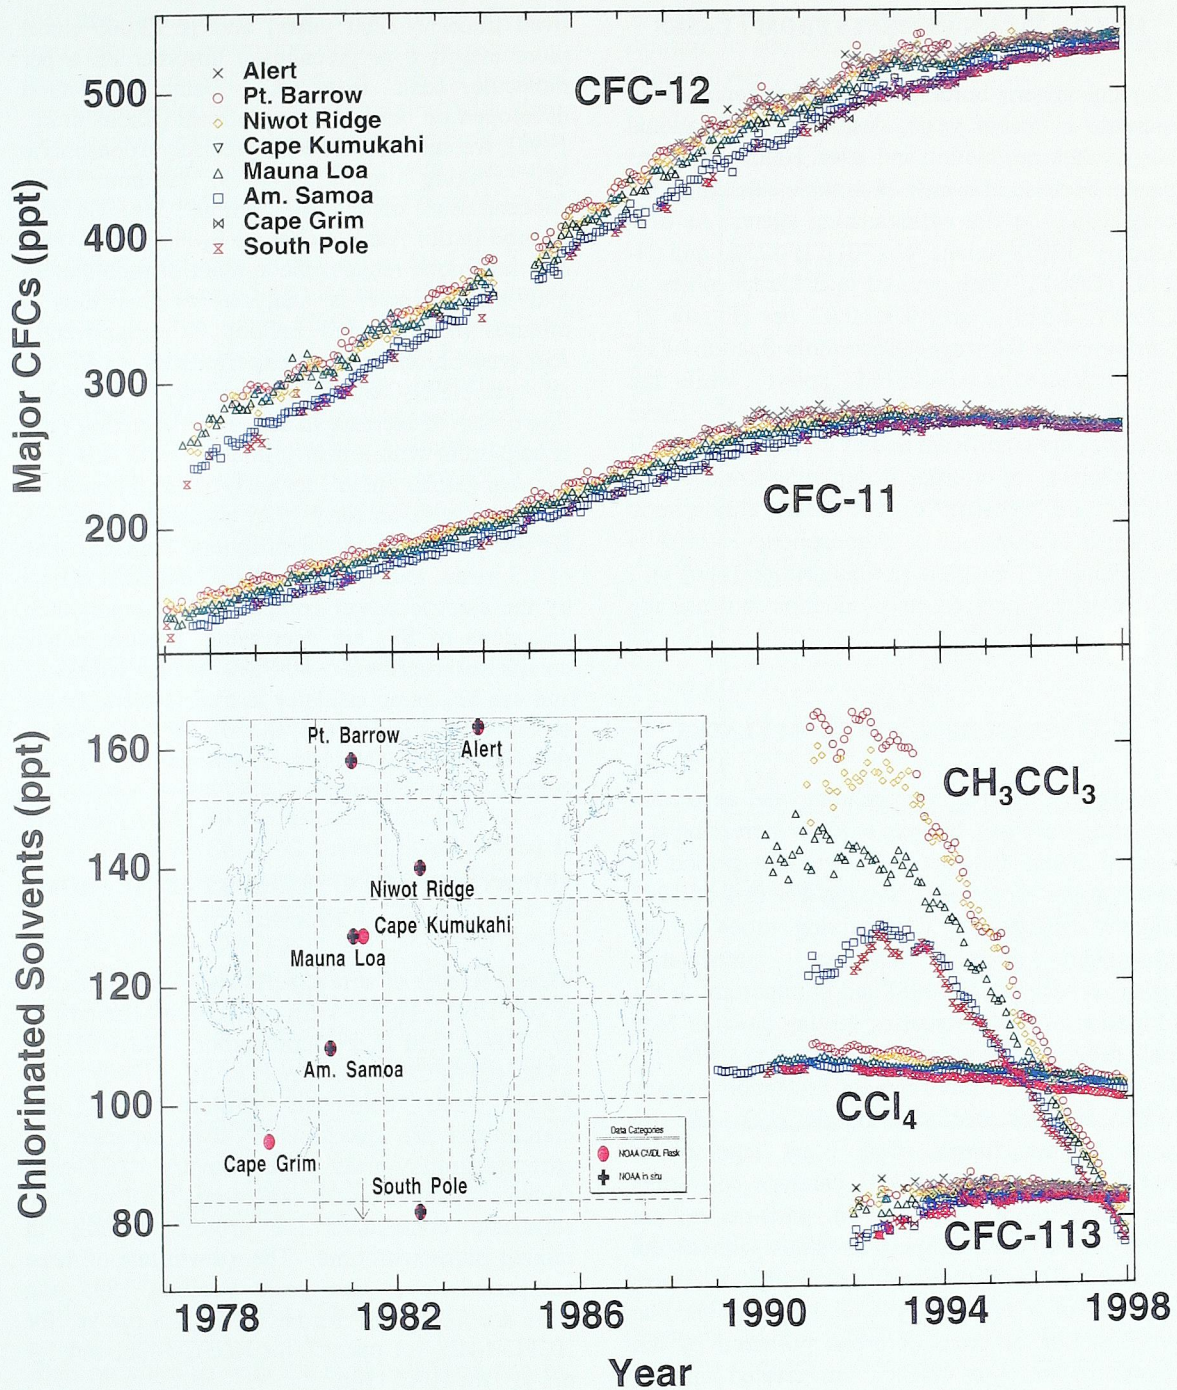 Major CFCs (ppt)
500
400
300
200
Alert
Pt. Barrow
Niwot Ridge
Cape Kumukahi
Mauna Loa
Am. Samoa
Cape Grim
South Pole
CFC-12
CFC-11
Chlorinated Solvents (ppt)
160
140
120
100
80
Pt. Barrow
Alert
Niwot Ridge
Cape Kumukahi
Mauna Loa
Am. Samoa
Cape Grim
South Pole
Data Categories
NOAA CMDL Flask
NOAA in situ
CH₃CCl₃
CCl₄
CFC-113
1978 1982 1986 1990 1994 1998
Year